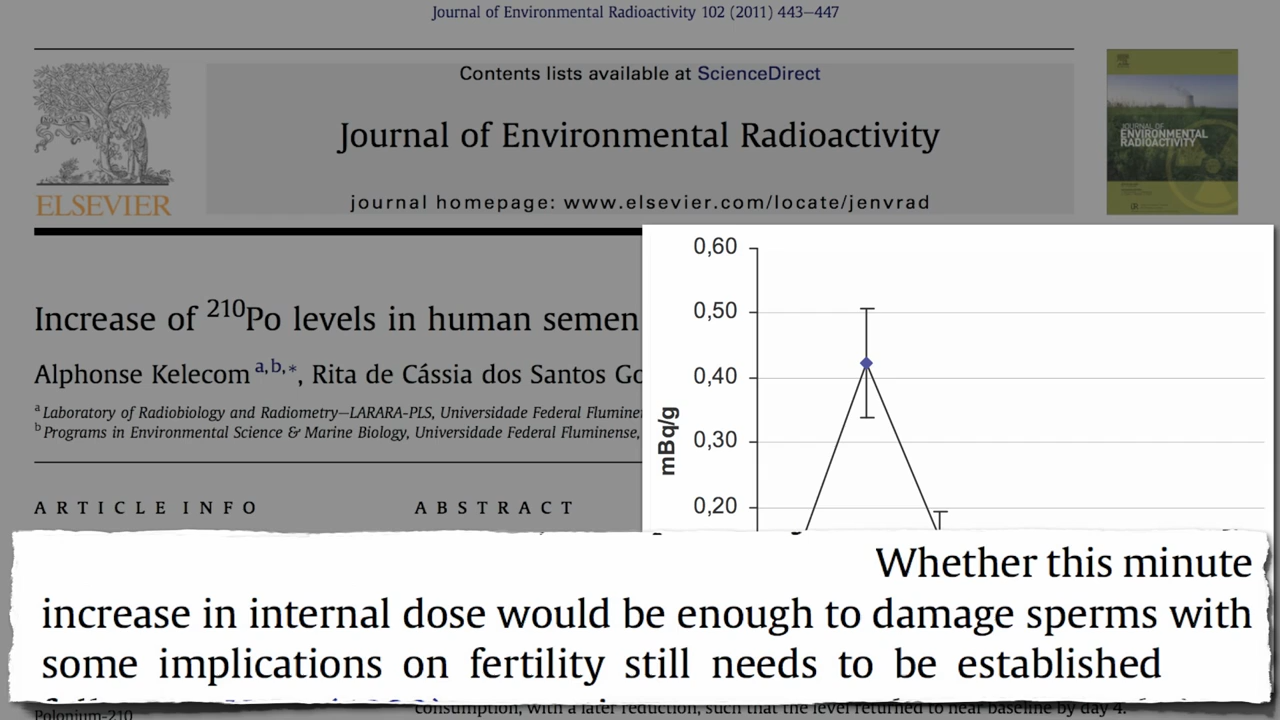 Journal of Environmental Radioactivity 102 (2011) 443–447
Contents lists available at ScienceDirect
Journal of Environmental Radioactivity
journal homepage: www.elsevier.com/locate/jenvrad
ELSEVIER
JOURNAL OF
ENVIRONMENTAL
RADIOACTIVITY
Increase of ²¹⁰Po levels in human semen
Alphonse Kelecom a,b,*, Rita de Cássia dos Santos Go
a Laboratory of Radiobiology and Radiometry—LARARA-PLS, Universidade Federal Flumine
b Programs in Environmental Science & Marine Biology, Universidade Federal Fluminense,
ARTICLE INFO
ABSTRACT
0,60
0,50
0,40
0,30
0,20
mBq/g
Whether this minute
increase in internal dose would be enough to damage sperms with
some implications on fertility still needs to be established
Polonium-210
consumption, with a later reduction, such that the level returned to near baseline by day 4.